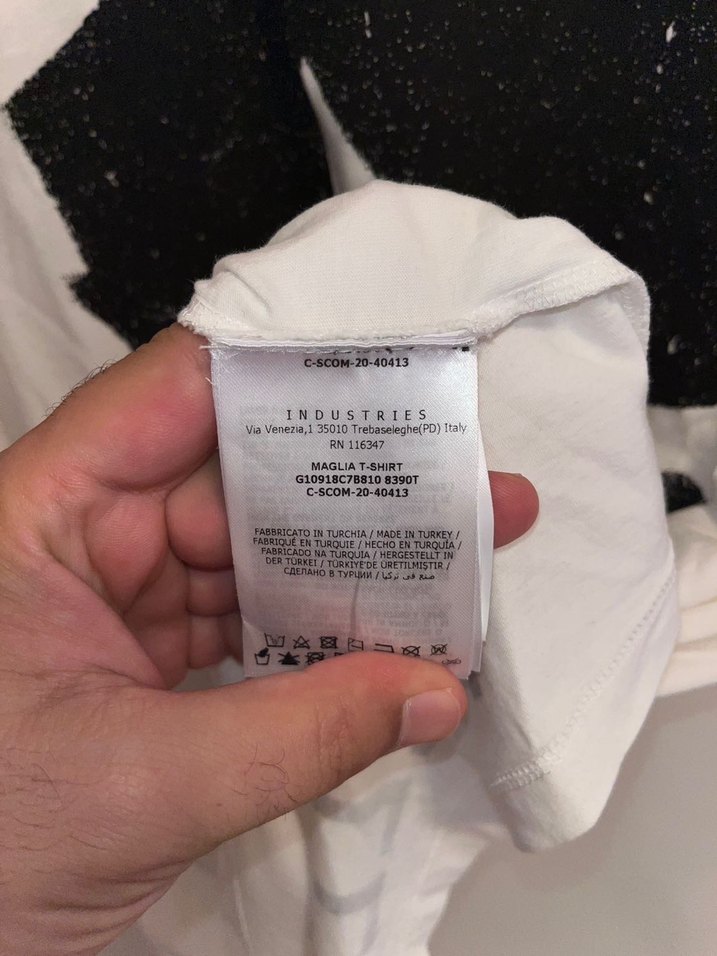 C-SCOM-20-40413
INDUSTRIES
Via Venezia,1 35010 Trebaseleghe(PD) Italy
RN 116347
MAGLIA T-SHIRT
G10918C7B810 8390T
C-SCOM-20-40413
FABBRICATO IN TURCHIA / MADE IN TURKEY /
FABRIQUÉ EN TURQUIE / HECHO EN TURQUÍA /
FABRICADO NA TURQUIA / HERGESTELLT IN
DER TÜRKEI / TÜRKİYE'DE ÜRETİLMİŞTİR /
СДЕЛАНО В ТУРЦИИ / صنع في تركيا